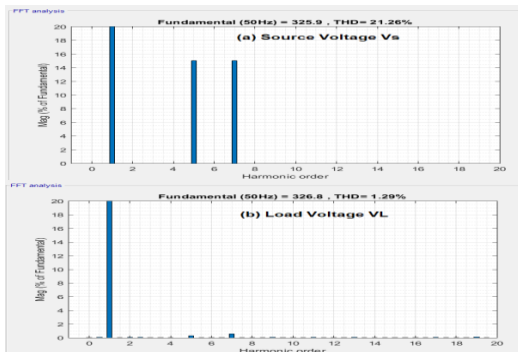 FFT analysis
Fundamental (50Hz) = 325.9 , THD= 21.26%
(a) Source Voltage Vs
Mag (% of Fundamental)
20
18
16
14
12
10
8
6
4
2
0
0 2 4 6 8 10 12 14 16 18 20
Harmonic order
FFT analysis
Fundamental (50Hz) = 326.8 , THD= 1.29%
(b) Load Voltage VL
Mag (% of Fundamental)
20
18
16
14
12
10
8
6
4
2
0
0 2 4 6 8 10 12 14 16 18 20
Harmonic order